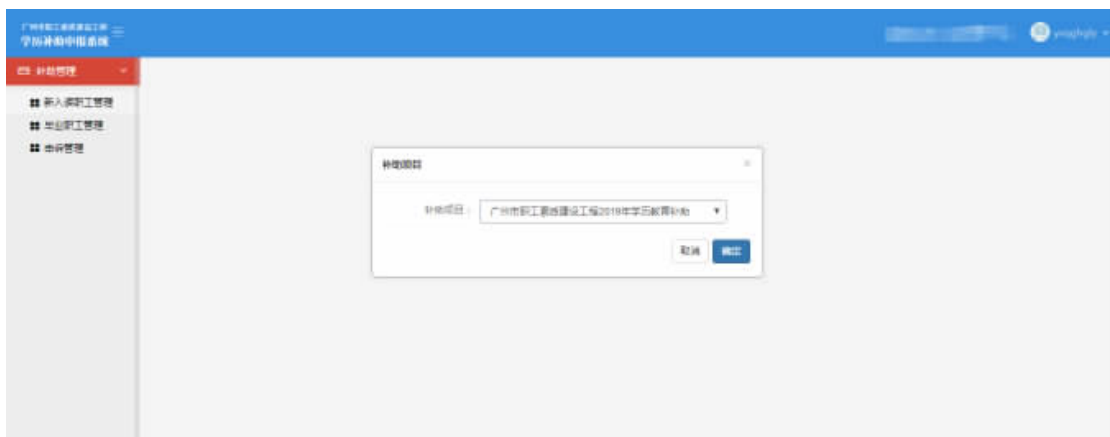 广州市职工素质建设工程
学历补助申报系统
补助管理
新入读职工管理
毕业职工管理
申诉管理
补助项目
×
补助项目：
广州市职工素质建设工程2019年学历教育补助
取消
确定